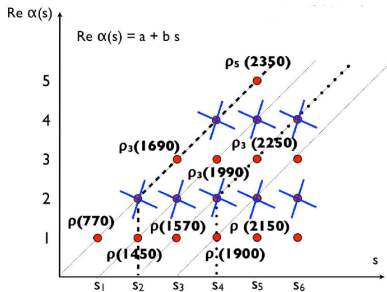 Re α(s)
Re α(s) = a + b s
ρ₅ (2350)
5
4
ρ₃(1690)
ρ₃ (2250)
3
ρ₃(1990)
2
ρ(770)
ρ(1570)
ρ (2150)
1
ρ(1450)
ρ(1900)
s
s₁ s₂ s₃ s₄ s₅ s₆